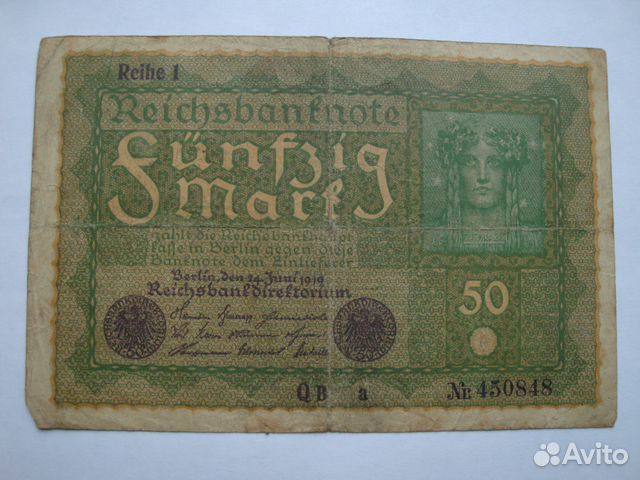 Reihe 1
Reichsbanknote
Fünfzig
Mark
zahlt die Reichsbankhaupt
kasse in Berlin gegen diese
Banknote dem Einlieferer
Berlin, den 24. Juni 1919
Reichsbankdirektorium
50
QB a
Nr. 450848
Avito